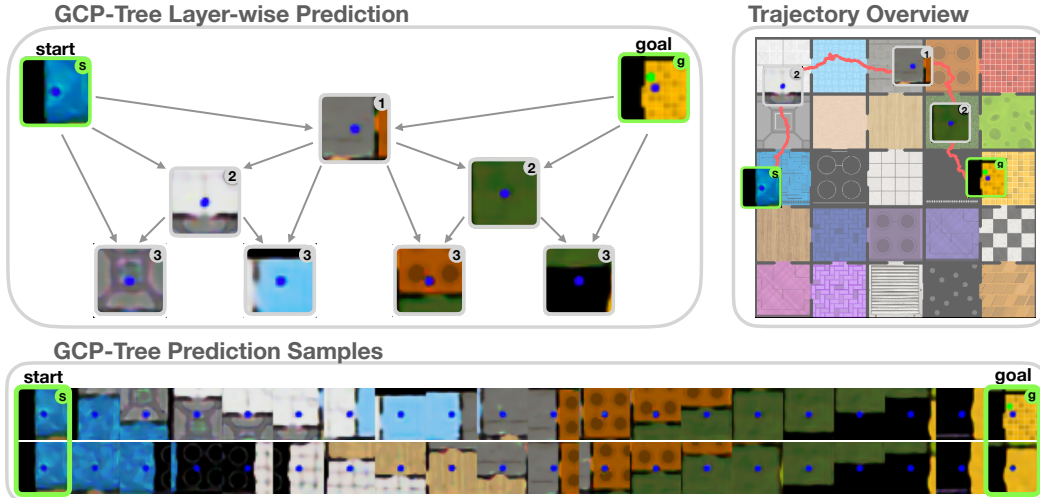 GCP-Tree Layer-wise Prediction
Trajectory Overview
start
goal
s
g
1
2
2
3
3
3
3
1
2
2
s
g
GCP-Tree Prediction Samples
start
goal
s
g